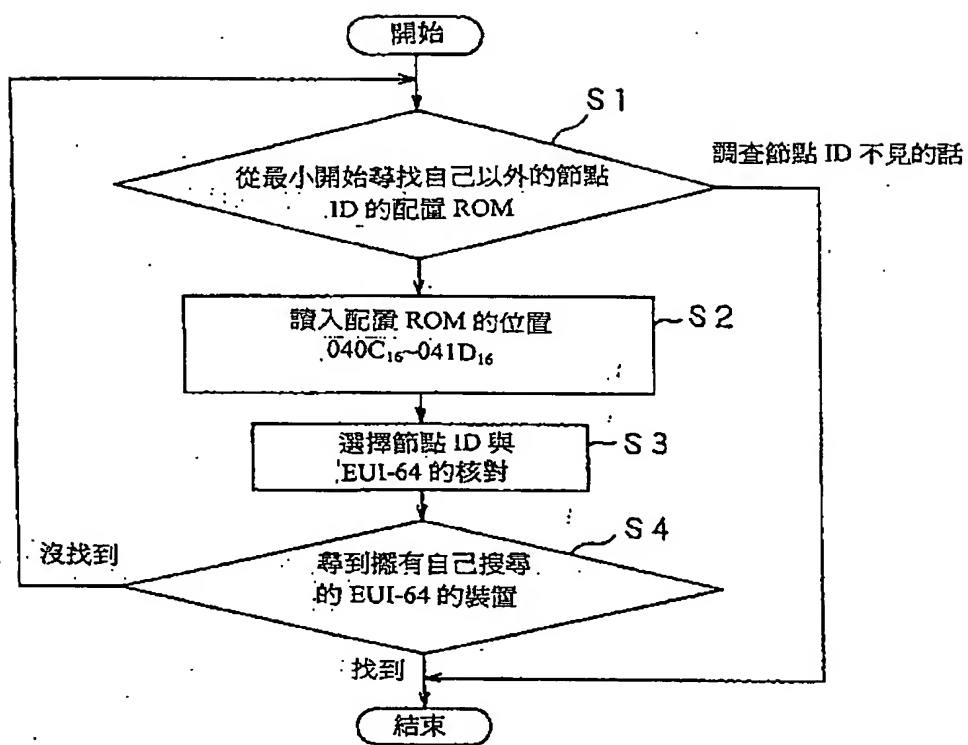 開始
S1
調查節點 ID 不見的話
從最小開始尋找自己以外的節點
ID 的配置 ROM
讀入配置 ROM 的位置
040C₁₆~041D₁₆
S2
選擇節點 ID 與
EUI-64 的核對
S3
S4
沒找到
尋到擁有自己搜尋
的 EUI-64 的裝置
找到
結束